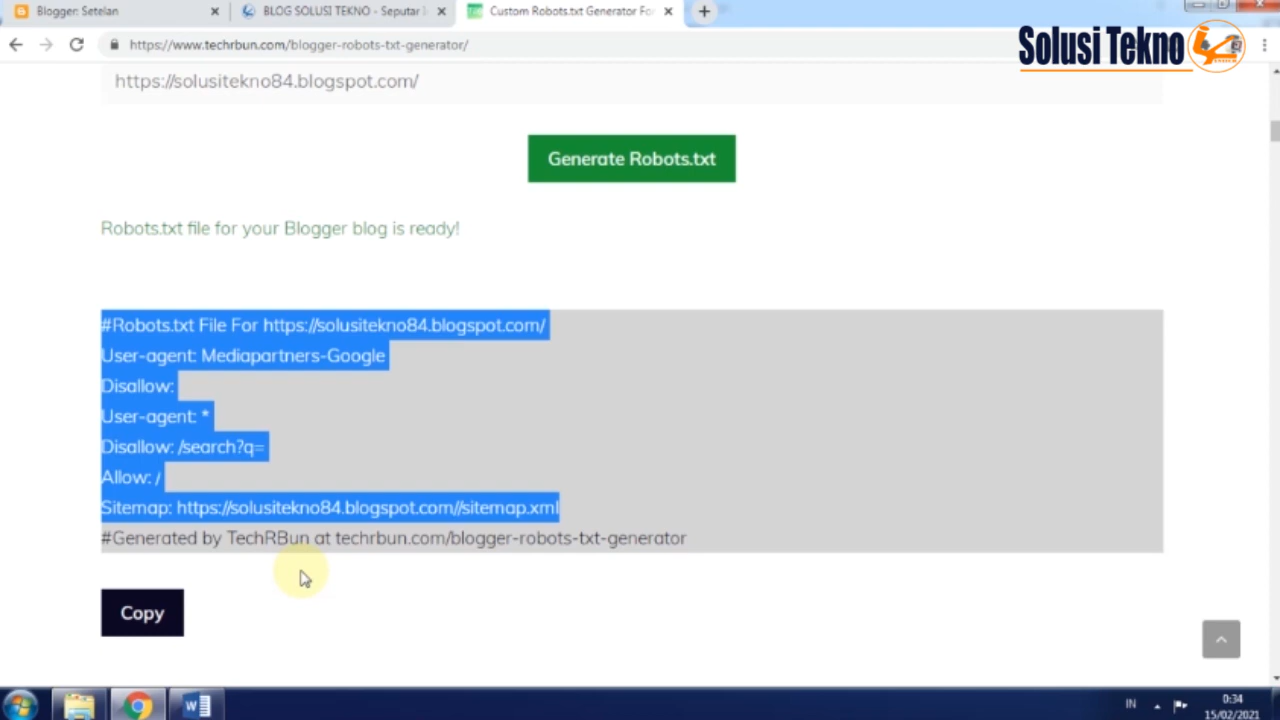 Blogger: Setelan
BLOG SOLUSI TEKNO - Seputar
Custom Robots.txt Generator For
https://www.techrbun.com/blogger-robots-txt-generator/
Solusi Tekno
https://solusitekno84.blogspot.com/
Generate Robots.txt
Robots.txt file for your Blogger blog is ready!
#Robots.txt File For https://solusitekno84.blogspot.com/
User-agent: Mediapartners-Google
Disallow:
User-agent: *
Disallow: /search?q=
Allow: /
Sitemap: https://solusitekno84.blogspot.com//sitemap.xml
#Generated by TechRBun at techrbun.com/blogger-robots-txt-generator
Copy
IN
0:34
15/02/2021